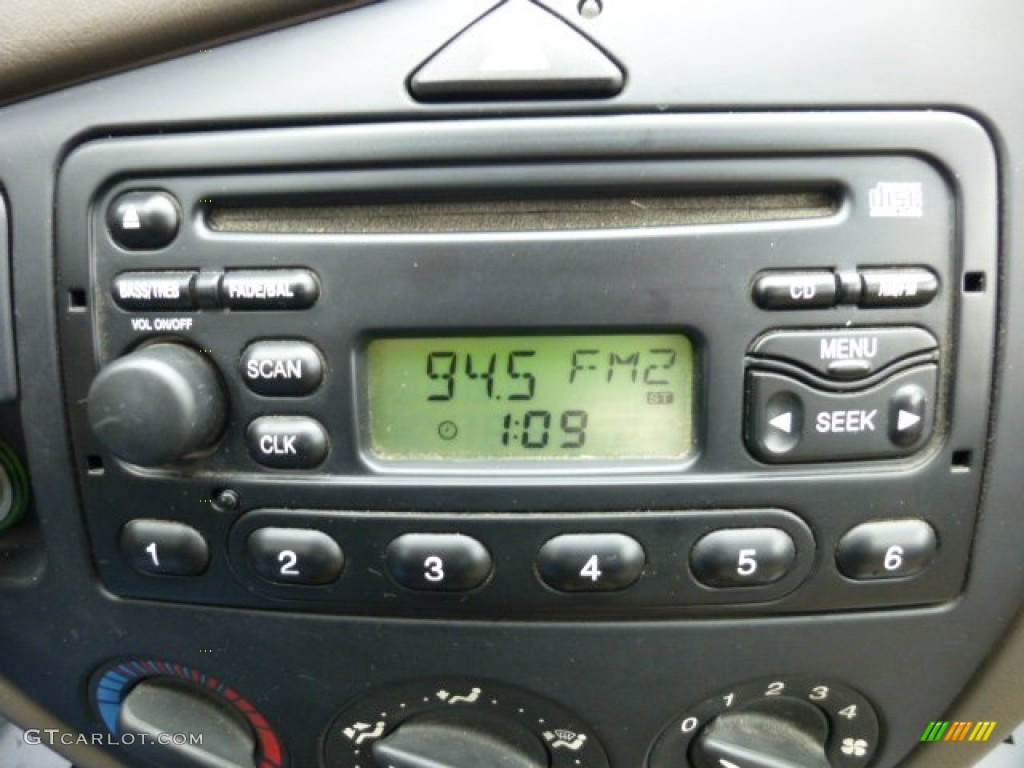 disc
BASS/TREB FADE/BAL CD AM/FM
VOL ON/OFF
SCAN
CLK
94.5 FM2
ST
1:09
MENU
SEEK
1 2 3 4 5 6
0 1 2 3 4
GTCARLOT.COM